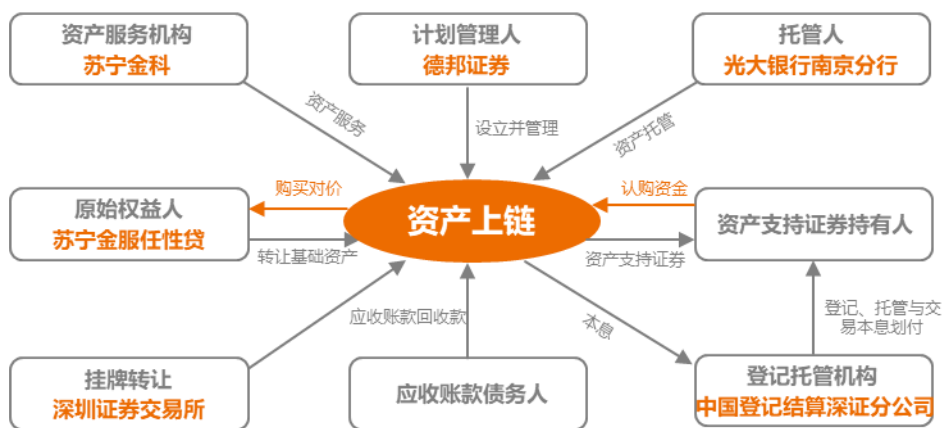 资产服务机构
苏宁金科
计划管理人
德邦证券
托管人
光大银行南京分行
资产服务
设立并管理
资产托管
原始权益人
苏宁金服任性贷
购买对价
转让基础资产
资产上链
认购资金
资产支持证券
资产支持证券持有人
应收账款回收款
本息
登记、托管与交
易本息划付
挂牌转让
深圳证券交易所
应收账款债务人
登记托管机构
中国登记结算深证分公司